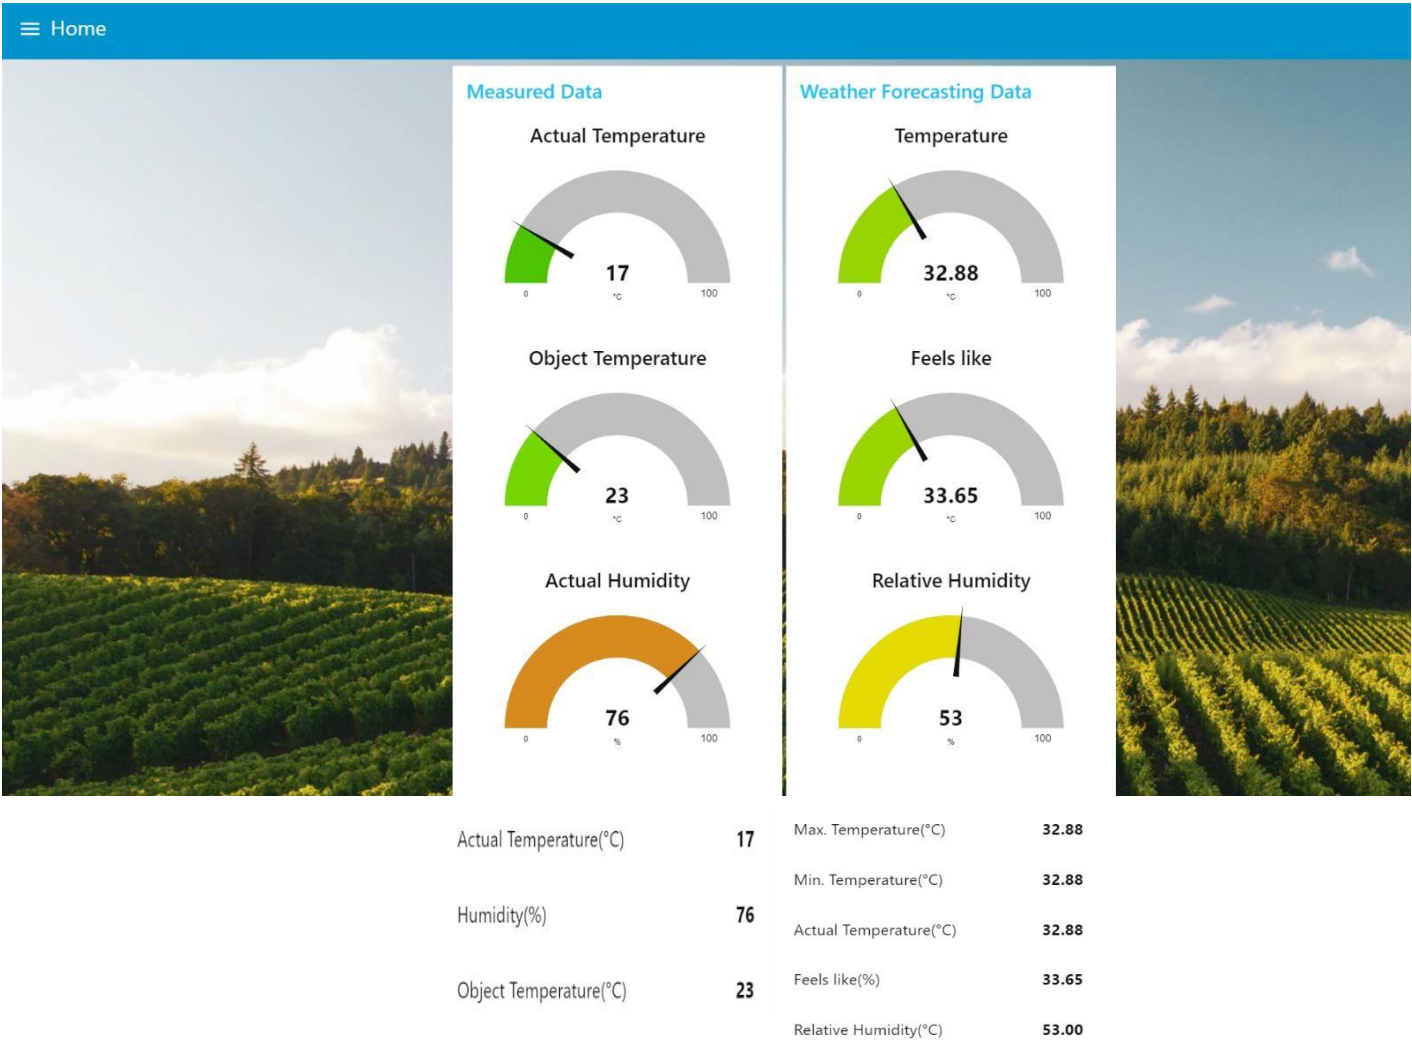 Home
Measured Data
Actual Temperature
17
0
°C
100
Object Temperature
23
0
°C
100
Actual Humidity
76
0
%
100
Weather Forecasting Data
Temperature
32.88
0
°C
100
Feels like
33.65
0
°C
100
Relative Humidity
53
0
%
100
Actual Temperature(°C) 17
Humidity(%) 76
Object Temperature(°C) 23
Max. Temperature(°C) 32.88
Min. Temperature(°C) 32.88
Actual Temperature(°C) 32.88
Feels like(%) 33.65
Relative Humidity(°C) 53.00